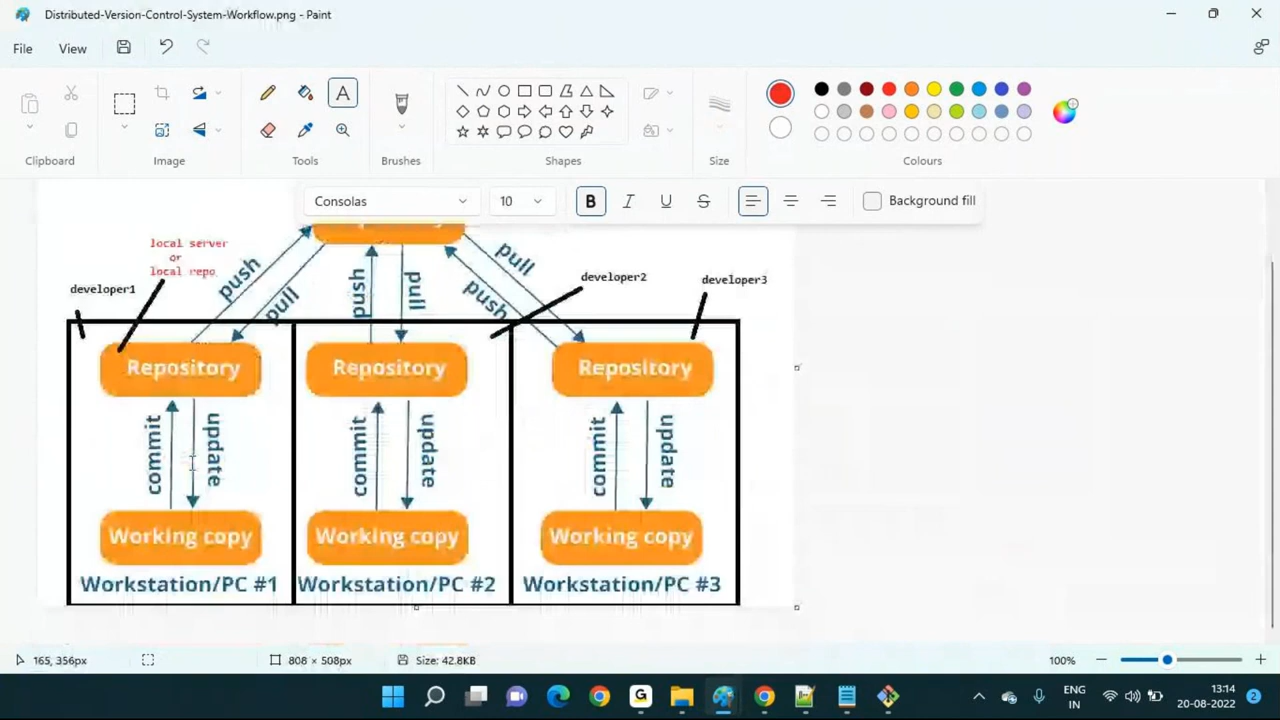 Distributed-Version-Control-System-Workflow.png - Paint
File
View
A
Consolas
10
B
I
U
S
Background fill
Clipboard
Image
Tools
Brushes
Shapes
Size
Colours
local server
or
local repo
developer1
push
pull
push
pull
pull
push
developer2
developer3
Repository
Repository
Repository
commit
update
commit
update
commit
update
Working copy
Working copy
Working copy
Workstation/PC #1
Workstation/PC #2
Workstation/PC #3
165, 356px
808 × 508px
Size: 42.8KB
100%
G
ENG
IN
13:14
20-08-2022
2